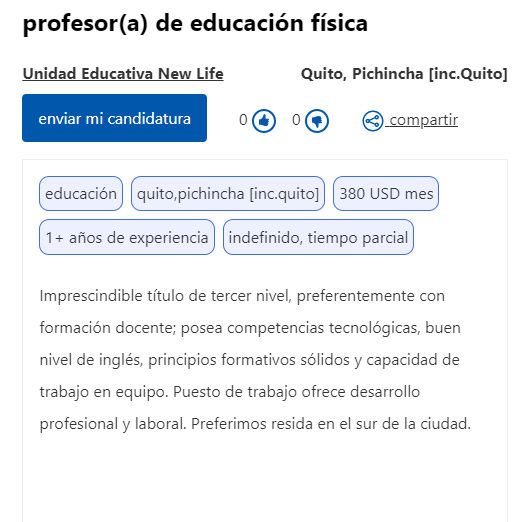 profesor(a) de educación física
Unidad Educativa New Life Quito, Pichincha [inc.Quito]
enviar mi candidatura 0 0 compartir
educación quito,pichincha [inc.quito] 380 USD mes
1+ años de experiencia indefinido, tiempo parcial
Imprescindible título de tercer nivel, preferentemente con
formación docente; posea competencias tecnológicas, buen
nivel de inglés, principios formativos sólidos y capacidad de
trabajo en equipo. Puesto de trabajo ofrece desarrollo
profesional y laboral. Preferimos resida en el sur de la ciudad.